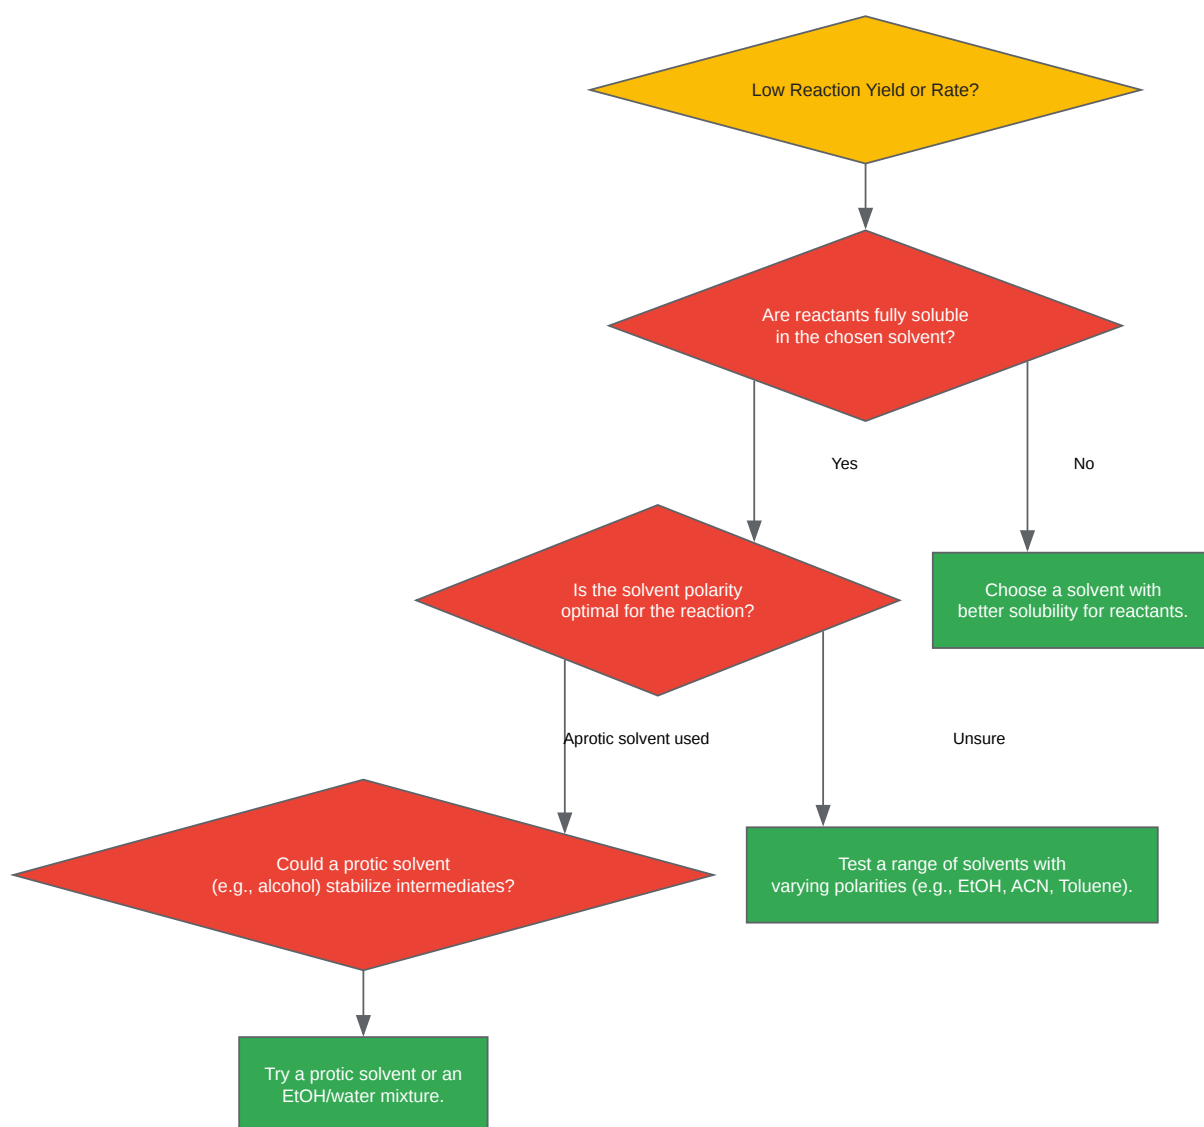 Low Reaction Yield or Rate?
Are reactants fully soluble
in the chosen solvent?
Yes
No
Is the solvent polarity
optimal for the reaction?
Choose a solvent with
better solubility for reactants.
Aprotic solvent used
Unsure
Could a protic solvent
(e.g., alcohol) stabilize intermediates?
Test a range of solvents with
varying polarities (e.g., EtOH, ACN, Toluene).
Try a protic solvent or an
EtOH/water mixture.